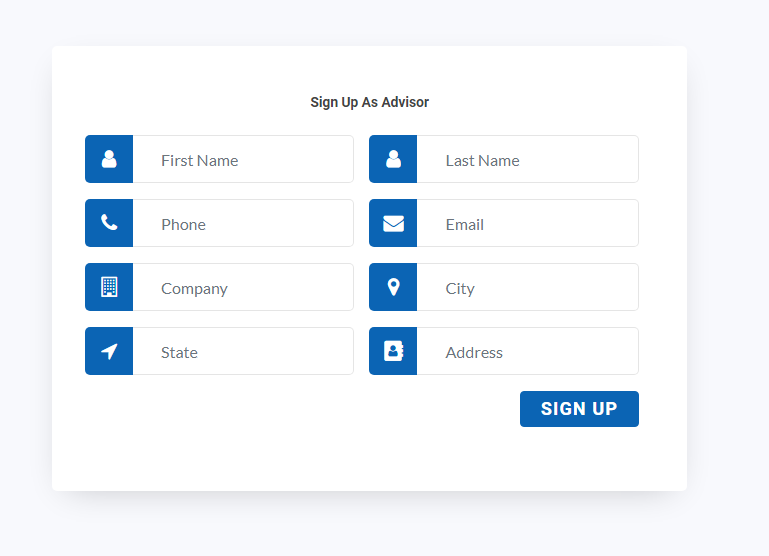 Sign Up As Advisor
First Name
Last Name
Phone
Email
Company
City
State
Address
SIGN UP